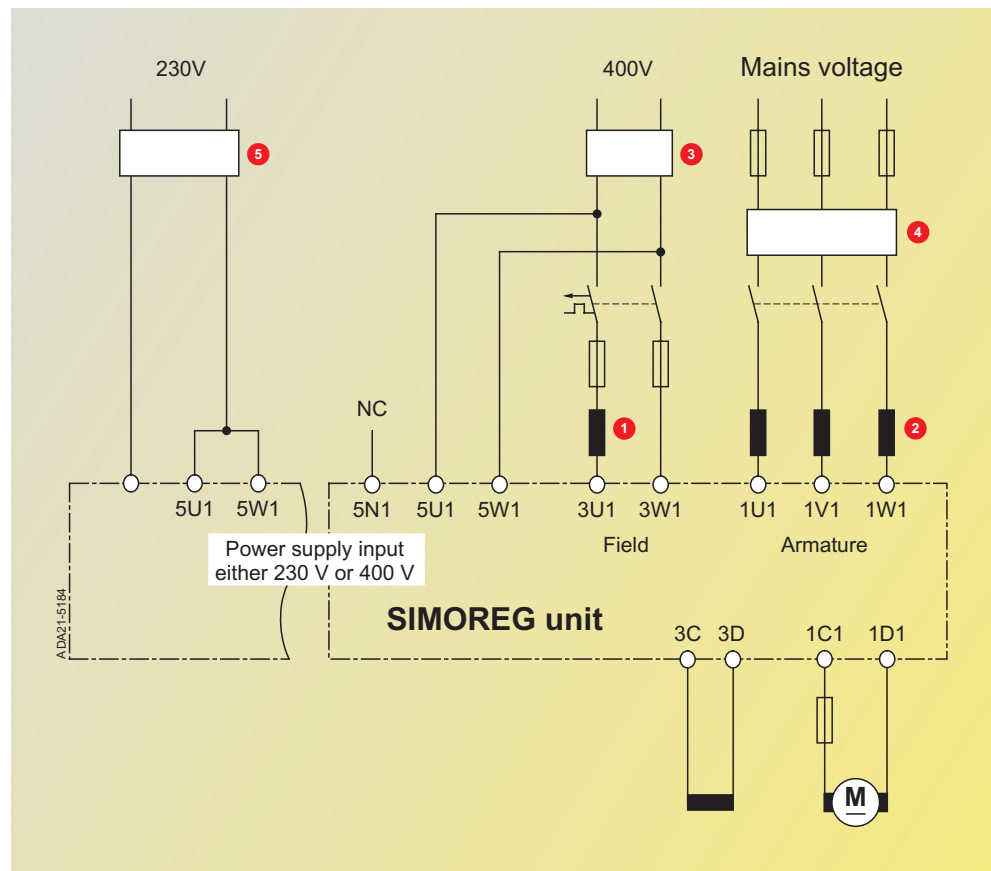 230V
400V
Mains voltage
5
3
4
NC
1
2
5U1 5W1
5N1 5U1 5W1 3U1 3W1 1U1 1V1 1W1
Field
Armature
Power supply input
either 230 V or 400 V
ADA21-5184
SIMOREG unit
3C 3D 1C1 1D1
M